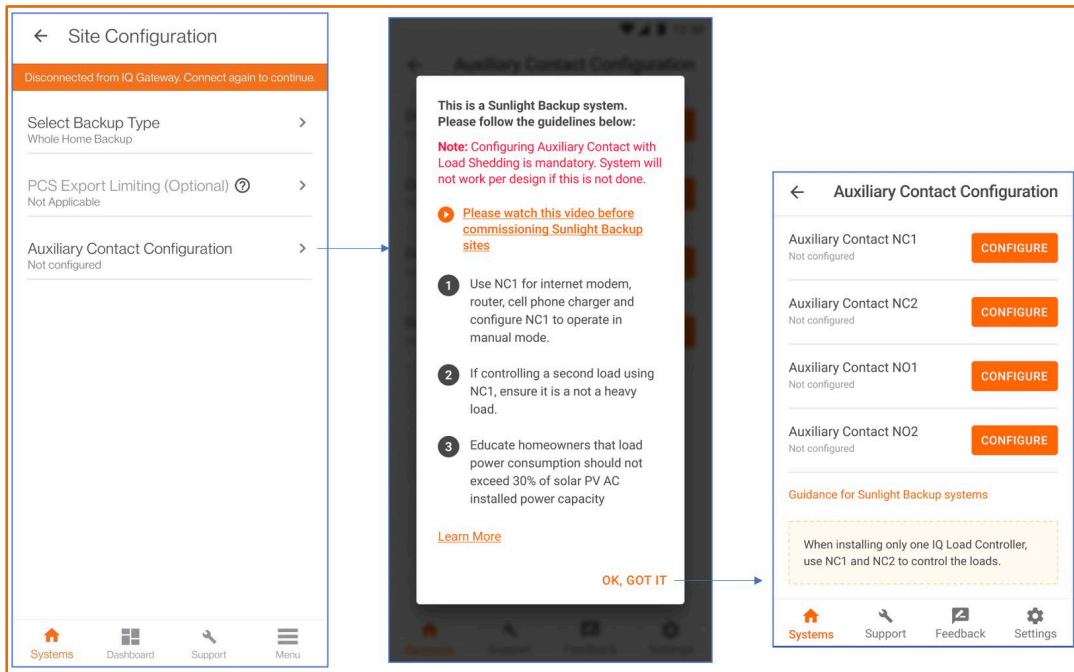 Site Configuration
Disconnected from IQ Gateway. Connect again to continue.
Select Backup Type
Whole Home Backup
PCS Export Limiting (Optional)
Not Applicable
Auxiliary Contact Configuration
Not configured
Systems
Dashboard
Support
Menu
Auxiliary Contact Configuration
This is a Sunlight Backup system.
Please follow the guidelines below:
Note: Configuring Auxiliary Contact with
Load Shedding is mandatory. System will
not work per design if this is not done.
Please watch this video before
commissioning Sunlight Backup
sites
1 Use NC1 for internet modem,
router, cell phone charger and
configure NC1 to operate in
manual mode.
2 If controlling a second load using
NC1, ensure it is a not a heavy
load.
3 Educate homeowners that load
power consumption should not
exceed 30% of solar PV AC
installed power capacity
Learn More
OK, GOT IT
Auxiliary Contact Configuration
Auxiliary Contact NC1
Not configured
CONFIGURE
Auxiliary Contact NC2
Not configured
CONFIGURE
Auxiliary Contact NO1
Not configured
CONFIGURE
Auxiliary Contact NO2
Not configured
CONFIGURE
Guidance for Sunlight Backup systems
When installing only one IQ Load Controller,
use NC1 and NC2 to control the loads.
Systems
Support
Feedback
Settings